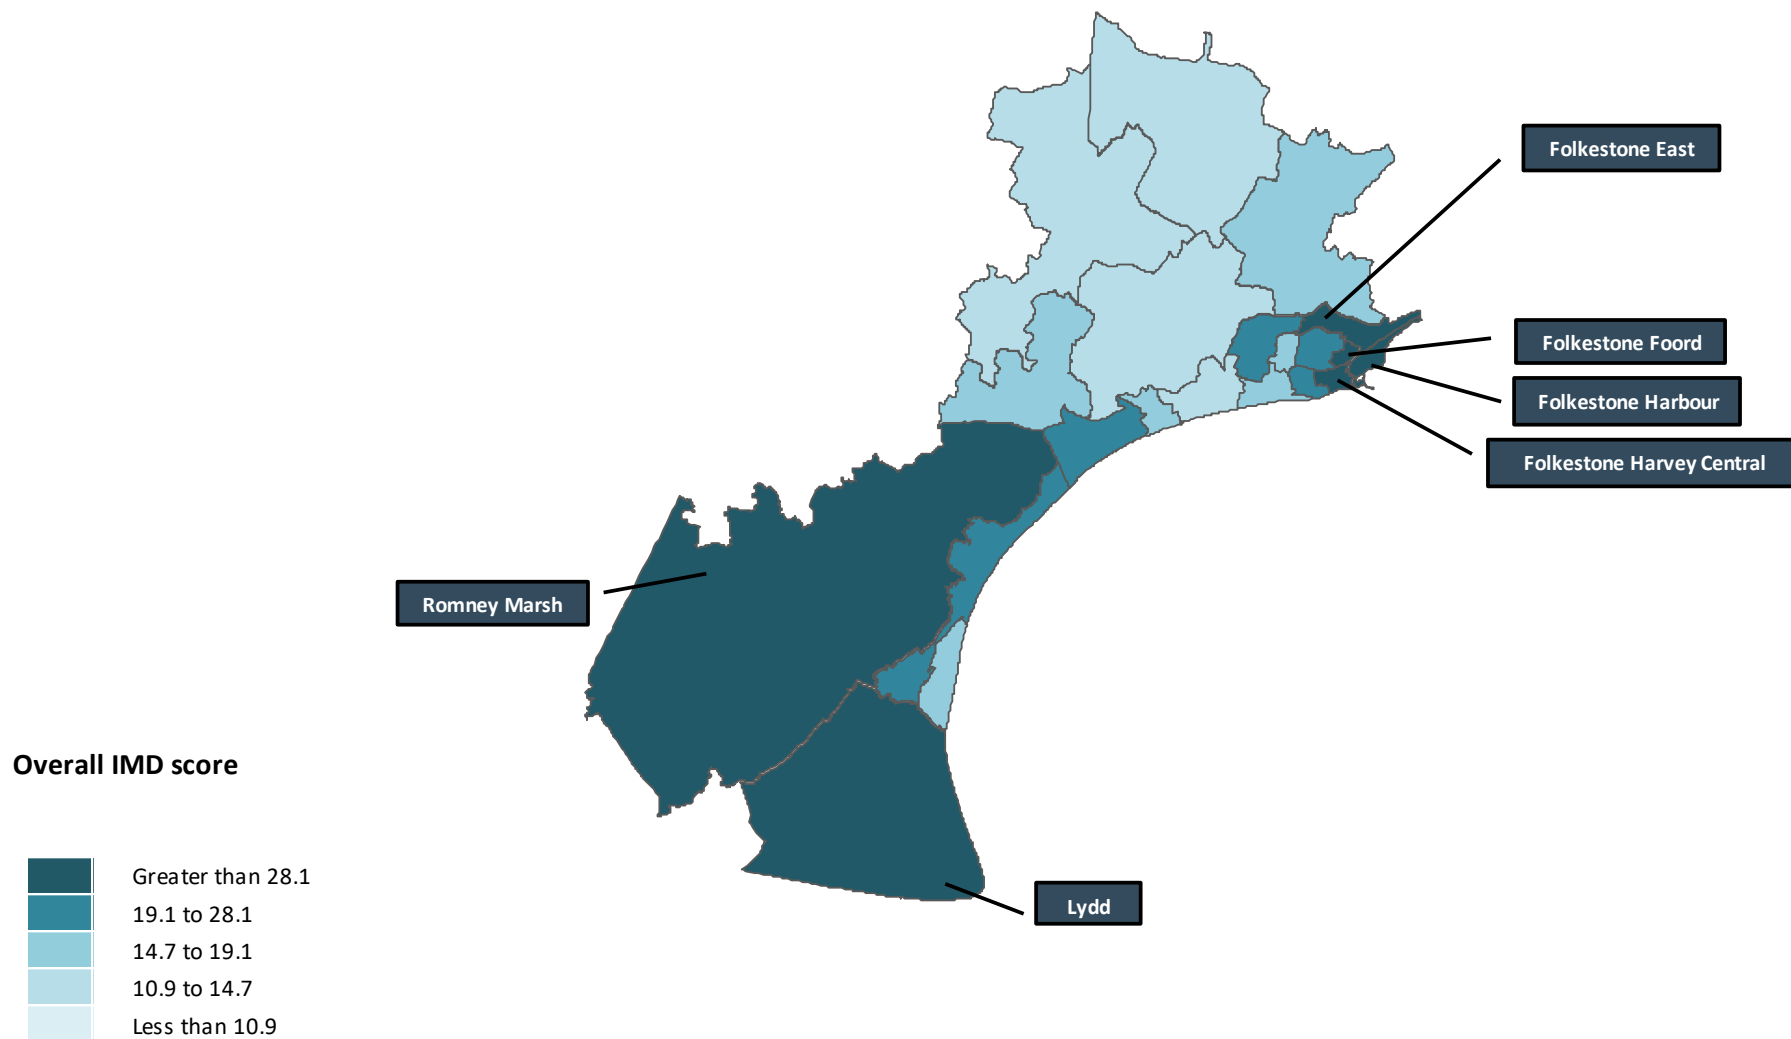 Folkestone East
Folkestone Foord
Folkestone Harbour
Folkestone Harvey Central
Romney Marsh
Lydd
Overall IMD score
Greater than 28.1
19.1 to 28.1
14.7 to 19.1
10.9 to 14.7
Less than 10.9